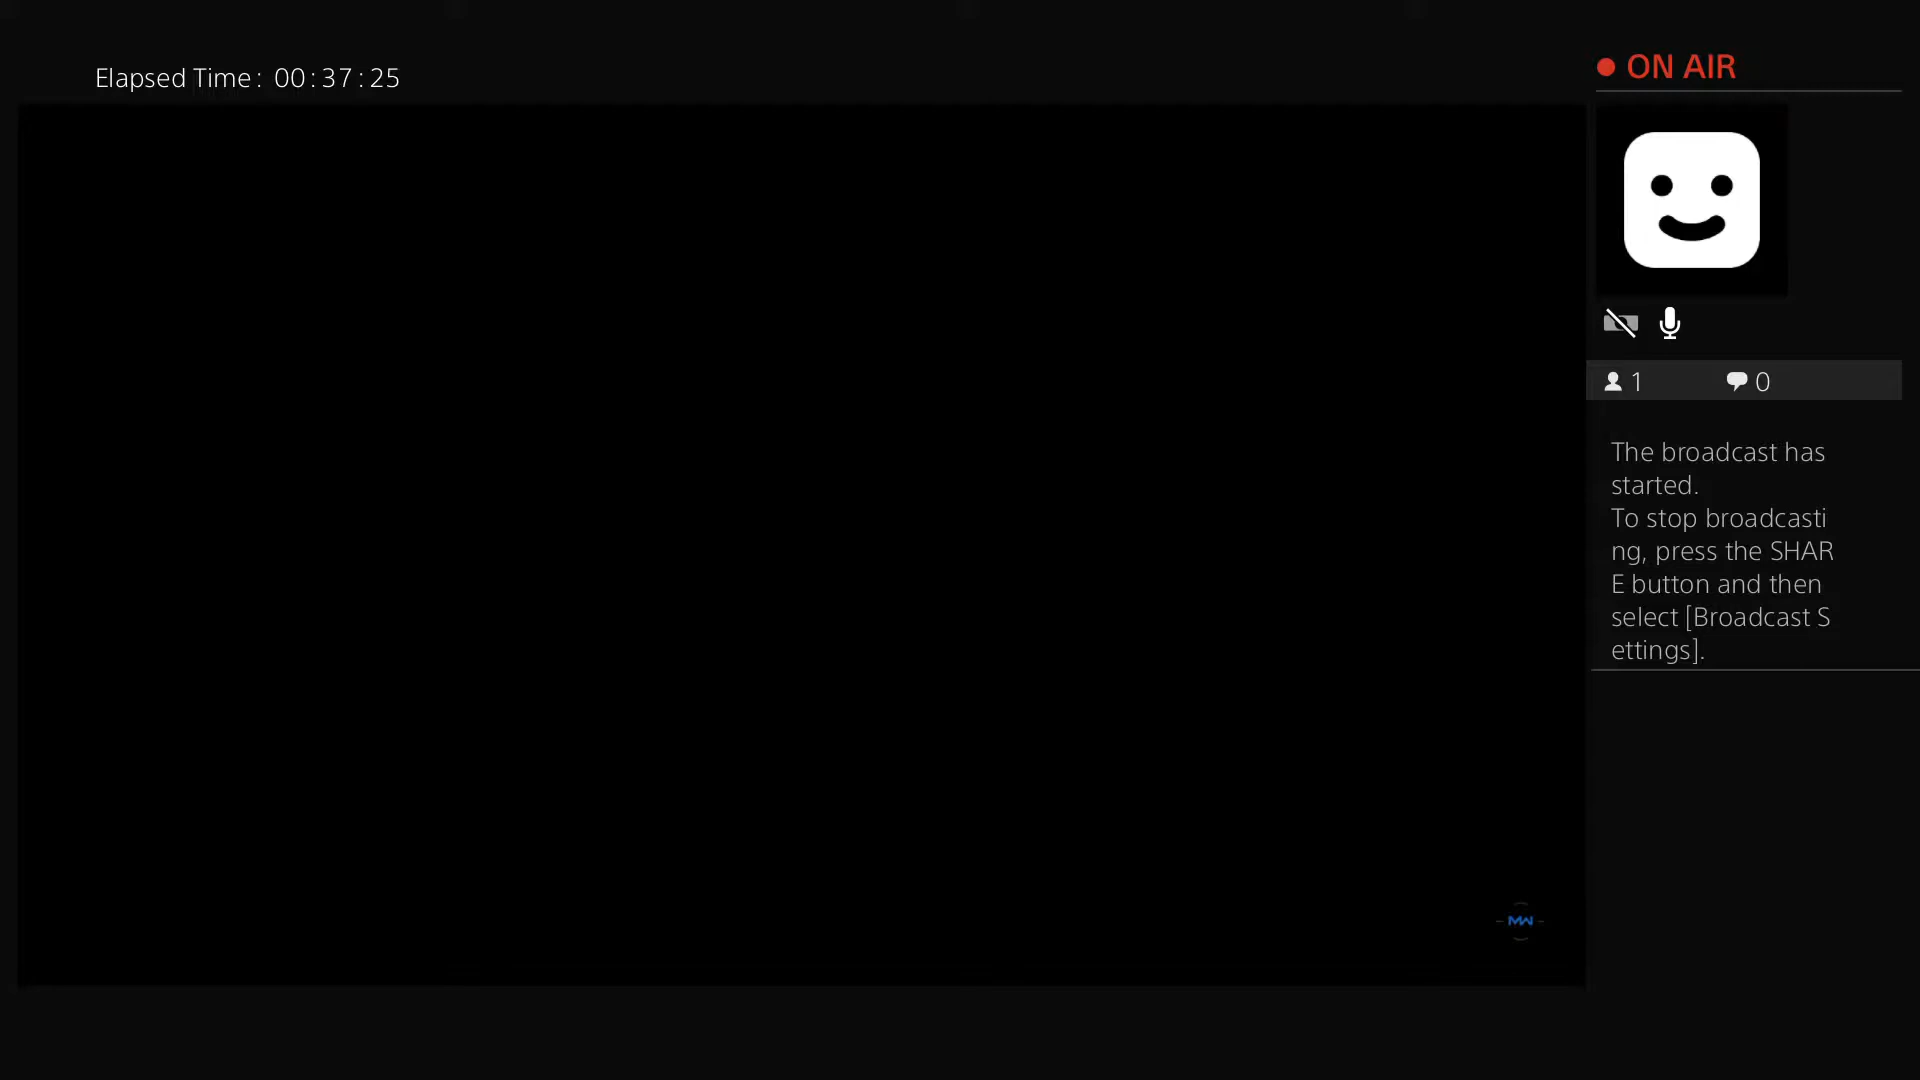 Elapsed Time: 00:37:25
ON AIR
1 0
The broadcast has
started.
To stop broadcasti
ng, press the SHAR
E button and then
select [Broadcast S
ettings].
MW